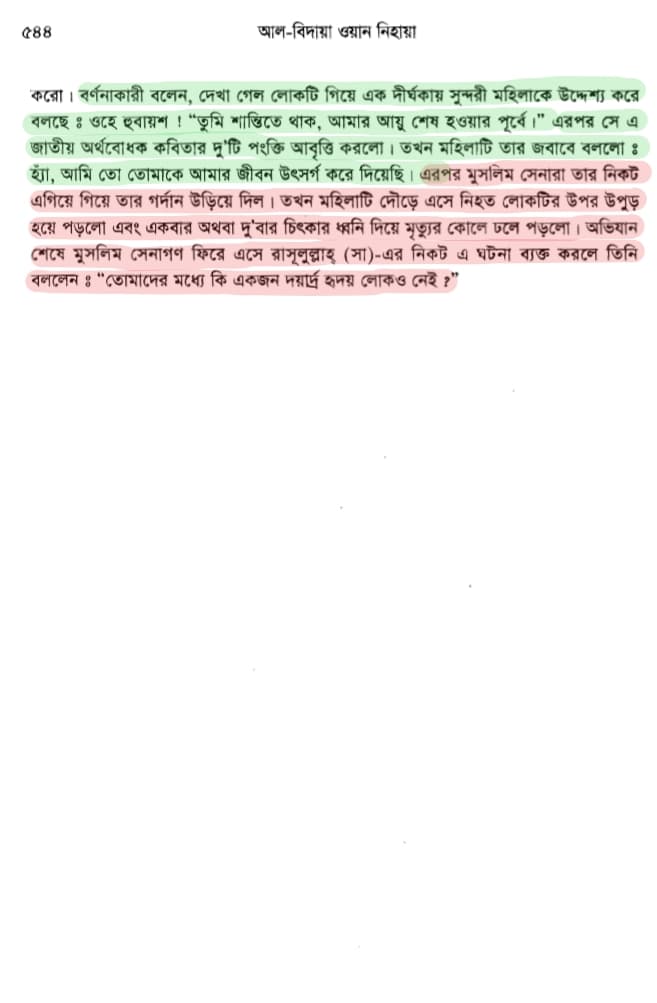 ৫৪৪
আল-বিদায়া ওয়ান নিহায়া
করো । বর্ণনাকারী বলেন, দেখা গেল লোকটি গিয়ে এক দীর্ঘকায় সুন্দরী মহিলাকে উদ্দেশ্য করে
বলছে ঃ ওহে হুবায়শ ! “তুমি শান্তিতে থাক, আমার আয়ু শেষ হওয়ার পূর্বে ।” এরপর সে এ
জাতীয় অর্থবোধক কবিতার দু'টি পংক্তি আবৃত্তি করলো । তখন মহিলাটি তার জবাবে বললো ঃ
হ্যাঁ, আমি তো তোমাকে আমার জীবন উৎসর্গ করে দিয়েছি । এরপর মুসলিম সেনারা তার নিকট
এগিয়ে গিয়ে তার গর্দান উড়িয়ে দিল । তখন মহিলাটি দৌড়ে এসে নিহত লোকটির উপর উপুড়
হয়ে পড়লো এবং একবার অথবা দু'বার চিৎকার ধ্বনি দিয়ে মৃত্যুর কোলে ঢলে পড়লো । অভিযান
শেষে মুসলিম সেনাগণ ফিরে এসে রাসূলুল্লাহ্ (সা)-এর নিকট এ ঘটনা ব্যক্ত করলে তিনি
বললেন ঃ “তোমাদের মধ্যে কি একজন দয়ার্দ্র হৃদয় লোকও নেই ?”